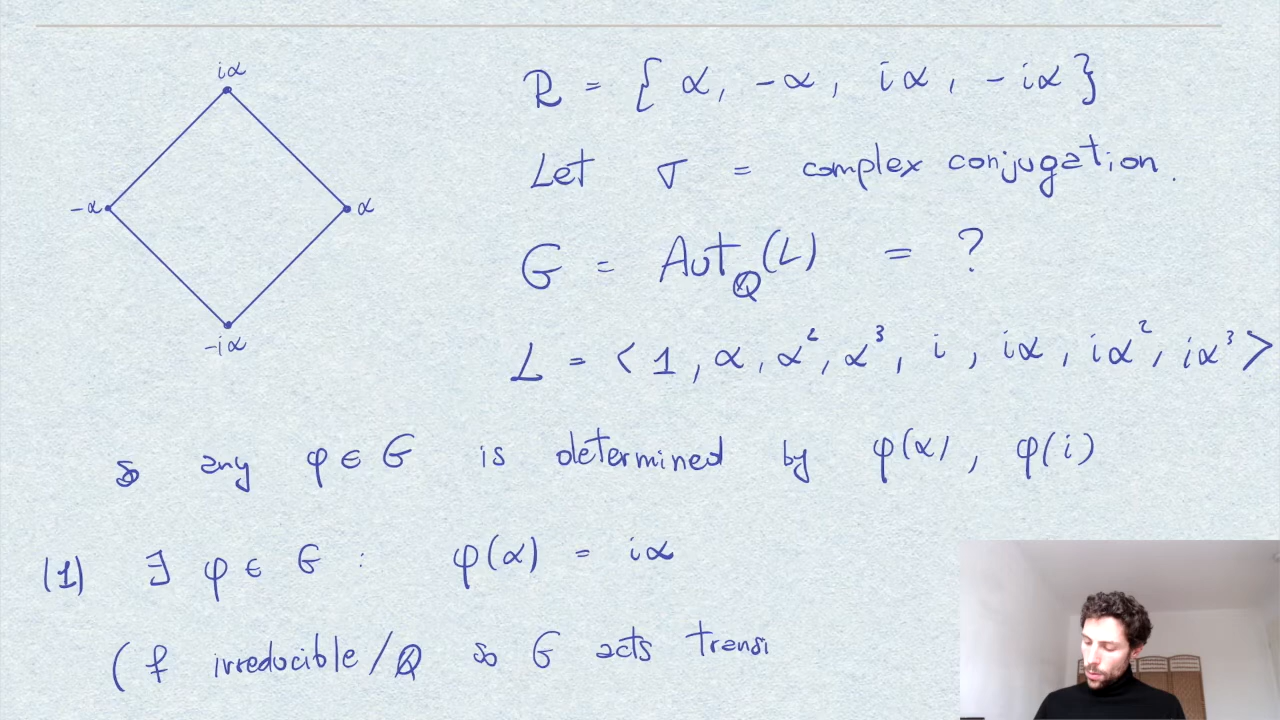 iα
-α
α
-iα
R = { α, -α, iα, -iα }
Let σ = complex conjugation.
G = Aut_Q(L) = ?
L = < 1, α, α², α³, i, iα, iα², iα³ >
so any φ ∈ G is determined by φ(α), φ(i)
(1) ∃ φ ∈ G : φ(α) = iα
(f irreducible/Q so G acts transi